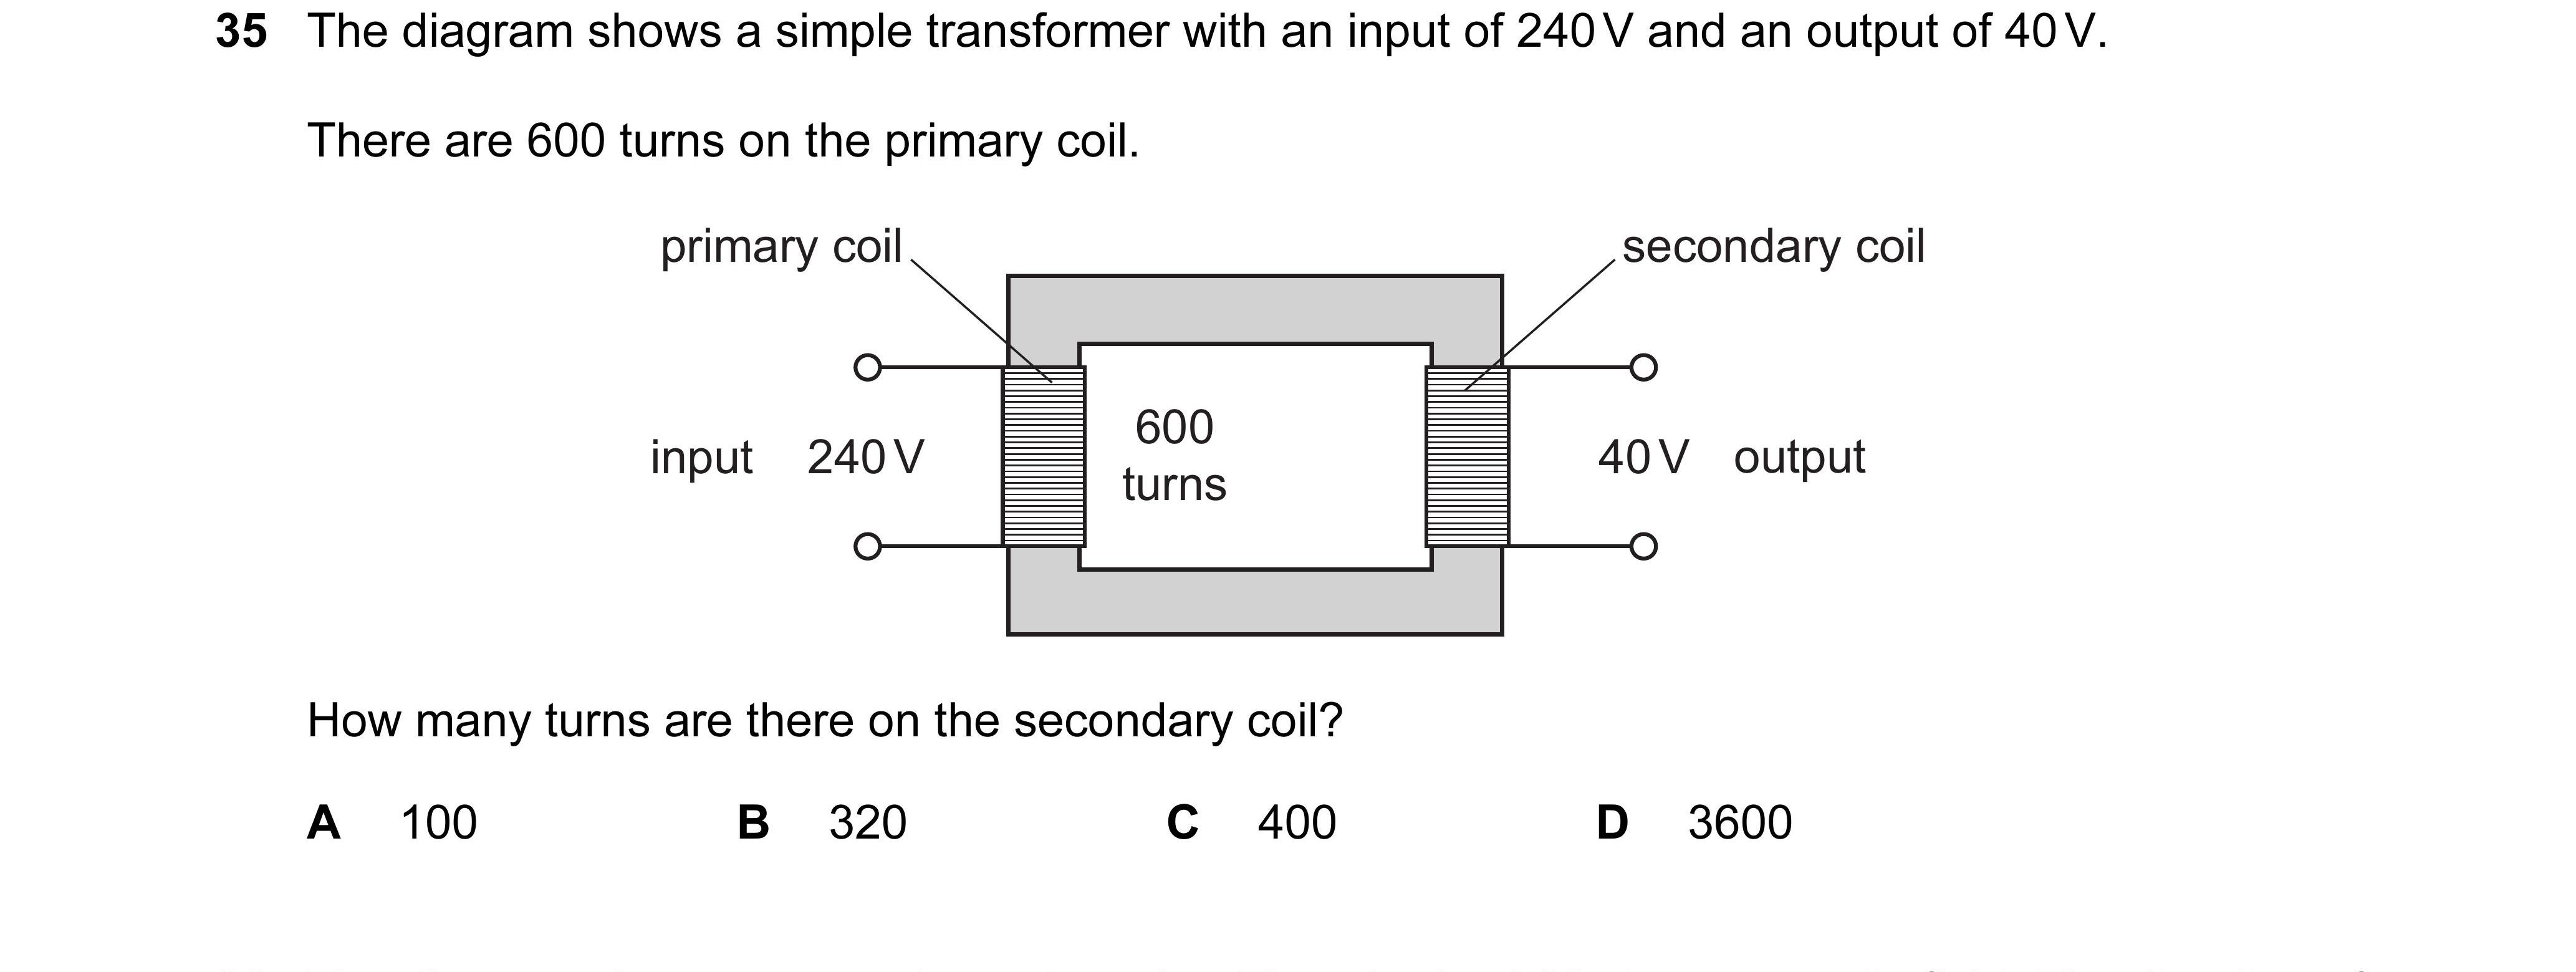 35 The diagram shows a simple transformer with an input of 240 V and an output of 40 V.
There are 600 turns on the primary coil.
primary coil
secondary coil
600
turns
input 240 V
40 V output
How many turns are there on the secondary coil?
A 100 B 320 C 400 D 3600